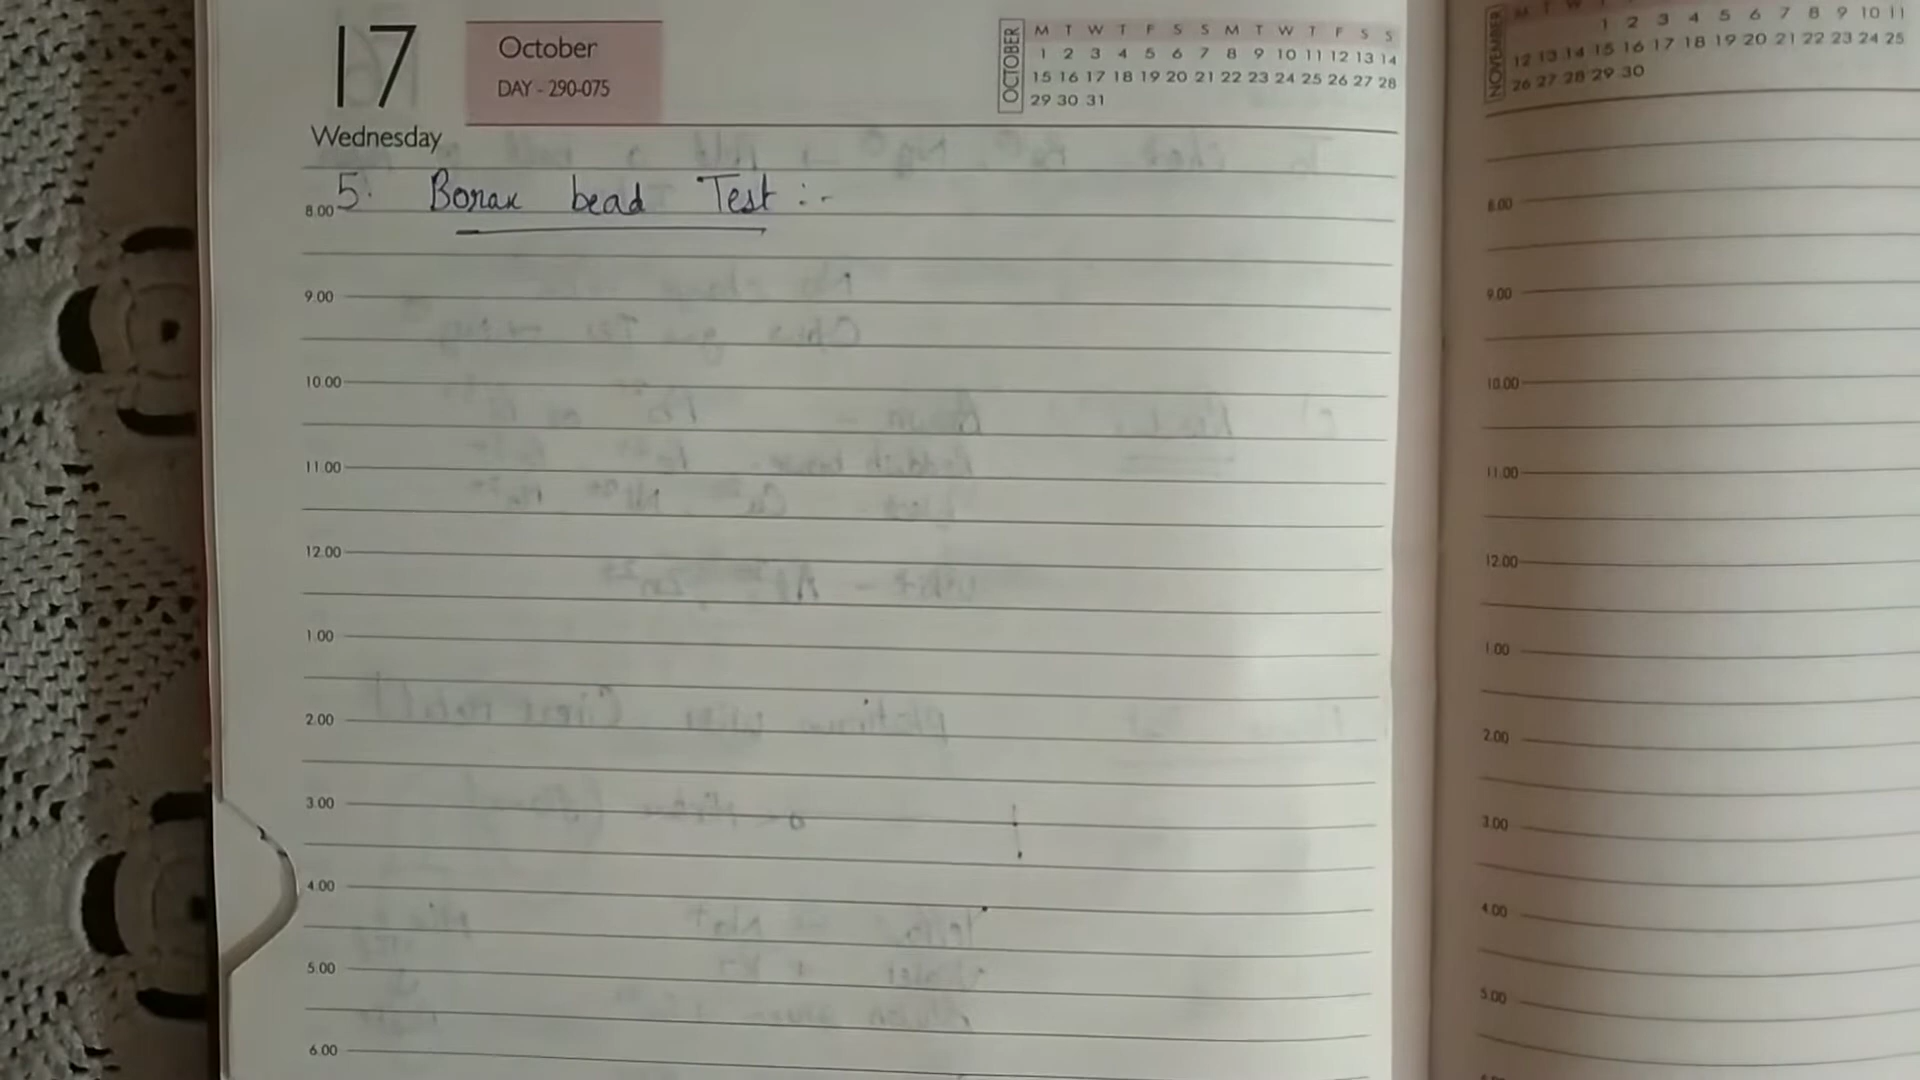 17
October
DAY - 290-075
Wednesday
OCTOBER
M T W T F S S M T W T F S S
1 2 3 4 5 6 7 8 9 10 11 12 13 14
15 16 17 18 19 20 21 22 23 24 25 26 27 28
29 30 31
5. Borax bead Test :-
8.00
9.00
10.00
11.00
12.00
1.00
2.00
3.00
4.00
5.00
6.00
NOVEMBER
M T W
1 2 3 4 5 6 7 8 9 10 11
12 13 14 15 16 17 18 19 20 21 22 23 24 25
26 27 28 29 30
8.00
9.00
10.00
11.00
12.00
1.00
2.00
3.00
4.00
5.00